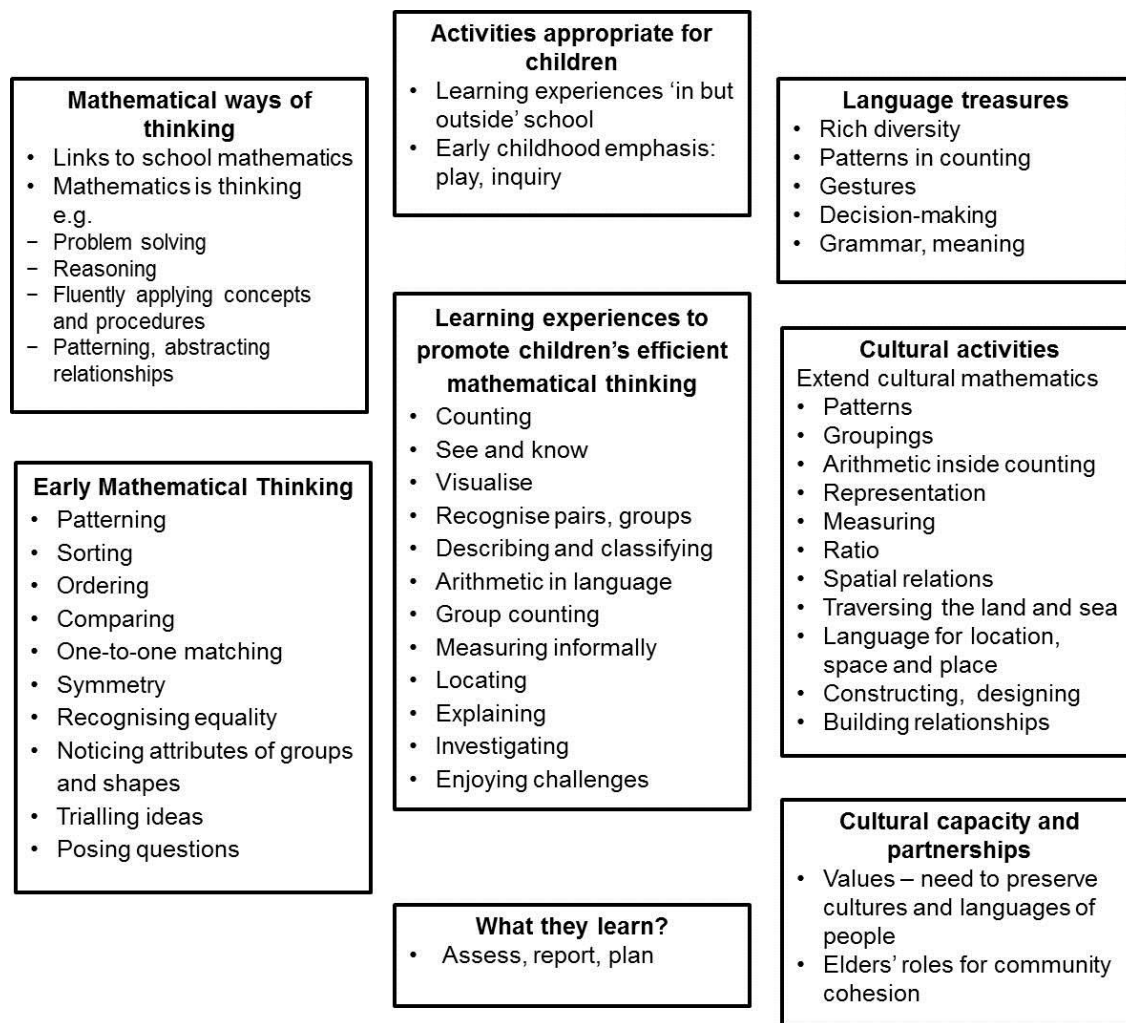 Mathematical ways of
thinking
• Links to school mathematics
• Mathematics is thinking
e.g.
− Problem solving
− Reasoning
− Fluently applying concepts
and procedures
− Patterning, abstracting
relationships
Early Mathematical Thinking
• Patterning
• Sorting
• Ordering
• Comparing
• One-to-one matching
• Symmetry
• Recognising equality
• Noticing attributes of groups
and shapes
• Trialling ideas
• Posing questions
Activities appropriate for
children
• Learning experiences ‘in but
outside’ school
• Early childhood emphasis:
play, inquiry
Learning experiences to
promote children’s efficient
mathematical thinking
• Counting
• See and know
• Visualise
• Recognise pairs, groups
• Describing and classifying
• Arithmetic in language
• Group counting
• Measuring informally
• Locating
• Explaining
• Investigating
• Enjoying challenges
What they learn?
• Assess, report, plan
Language treasures
• Rich diversity
• Patterns in counting
• Gestures
• Decision-making
• Grammar, meaning
Cultural activities
Extend cultural mathematics
• Patterns
• Groupings
• Arithmetic inside counting
• Representation
• Measuring
• Ratio
• Spatial relations
• Traversing the land and sea
• Language for location,
space and place
• Constructing, designing
• Building relationships
Cultural capacity and
partnerships
• Values – need to preserve
cultures and languages of
people
• Elders’ roles for community
cohesion